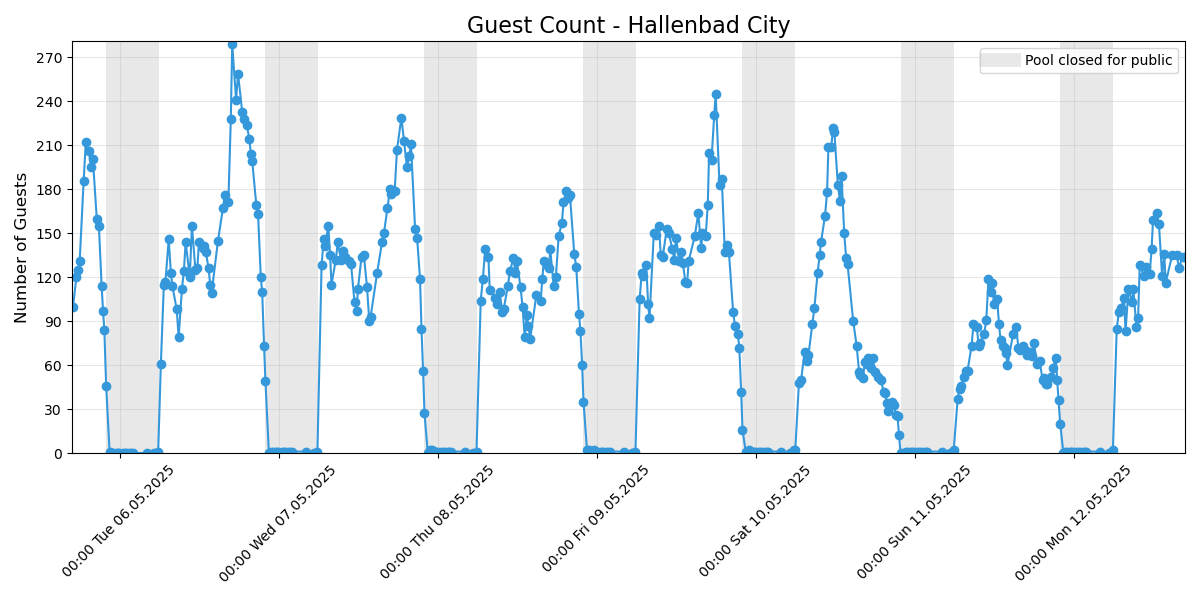 Guest Count - Hallenbad City
Pool closed for public
Number of Guests
270
240
210
180
150
120
90
60
30
0
00:00 Tue 06.05.2025
00:00 Wed 07.05.2025
00:00 Thu 08.05.2025
00:00 Fri 09.05.2025
00:00 Sat 10.05.2025
00:00 Sun 11.05.2025
00:00 Mon 12.05.2025